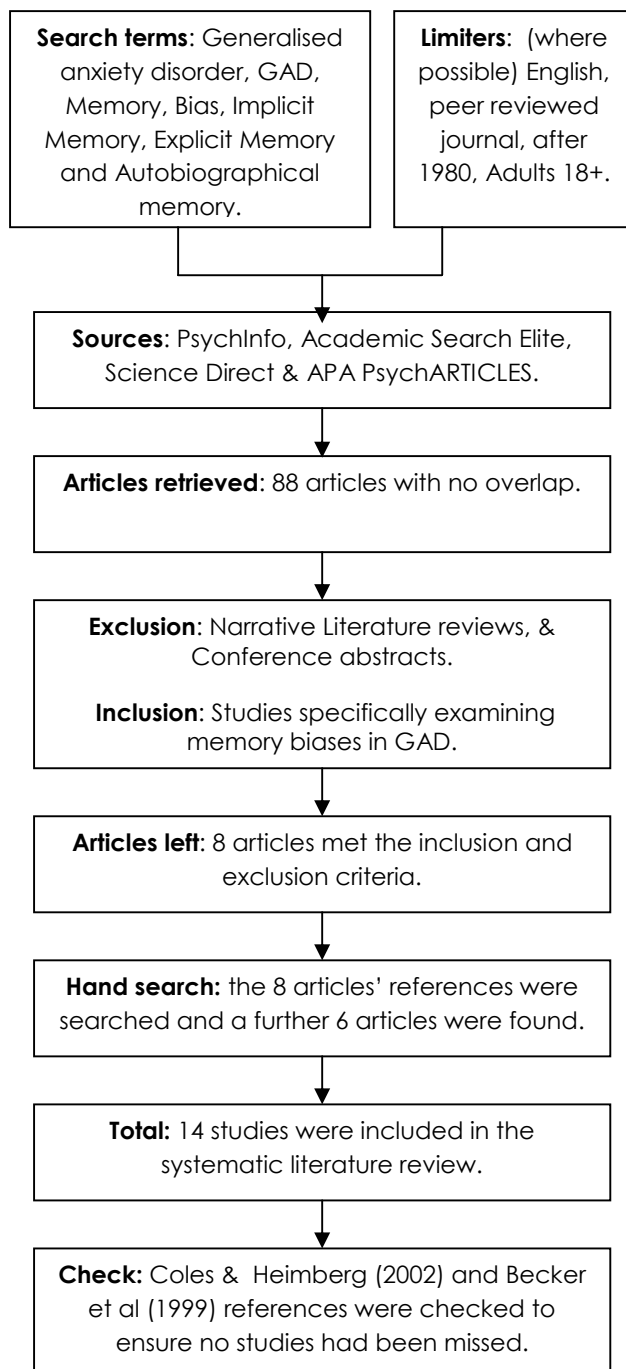 Search terms: Generalised
anxiety disorder, GAD,
Memory, Bias, Implicit
Memory, Explicit Memory
and Autobiographical
memory.
Limiters:  (where
possible) English,
peer reviewed
journal, after
1980, Adults 18+.
Sources: PsychInfo, Academic Search Elite,
Science Direct & APA PsychARTICLES.
Articles retrieved: 88 articles with no overlap.
Exclusion: Narrative Literature reviews, &
Conference abstracts.
Inclusion: Studies specifically examining
memory biases in GAD.
Articles left: 8 articles met the inclusion and
exclusion criteria.
Hand search: the 8 articles’ references were
searched and a further 6 articles were found.
Total: 14 studies were included in the
systematic literature review.
Check: Coles &  Heimberg (2002) and Becker
et al (1999) references were checked to
ensure no studies had been missed.